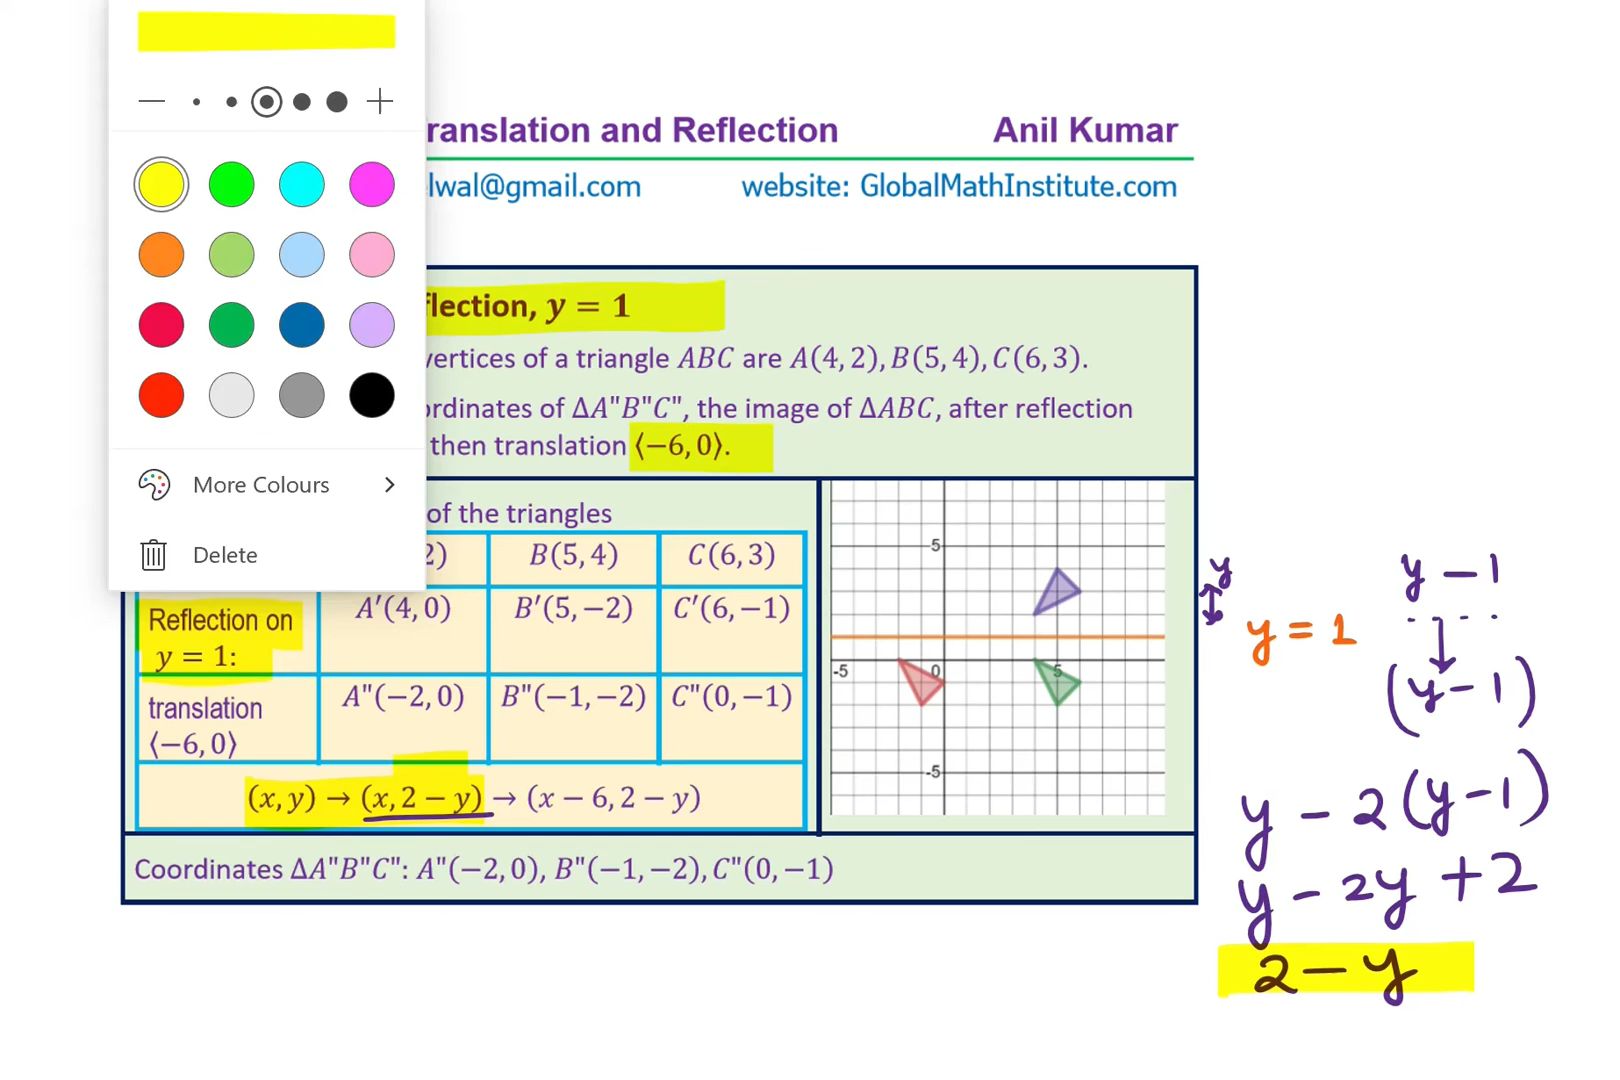 ranslation and Reflection Anil Kumar
lwal@gmail.com website: GlobalMathInstitute.com
flection, y = 1
vertices of a triangle ABC are A(4, 2), B(5, 4), C(6, 3).
ordinates of ΔA"B"C", the image of ΔABC, after reflection
then translation ⟨−6, 0⟩.
More Colours
Delete
of the triangles
2) B(5, 4) C(6, 3)
Reflection on y = 1: A′(4, 0) B′(5, −2) C′(6, −1)
translation ⟨−6, 0⟩ A"(−2, 0) B"(−1, −2) C"(0, −1)
(x, y) → (x, 2 − y) → (x − 6, 2 − y)
Coordinates ΔA"B"C": A"(−2, 0), B"(−1, −2), C"(0, −1)
5
-5 0 5
-5
y
y = 1
y − 1
(y − 1)
y − 2(y − 1)
y − 2y + 2
2 − y